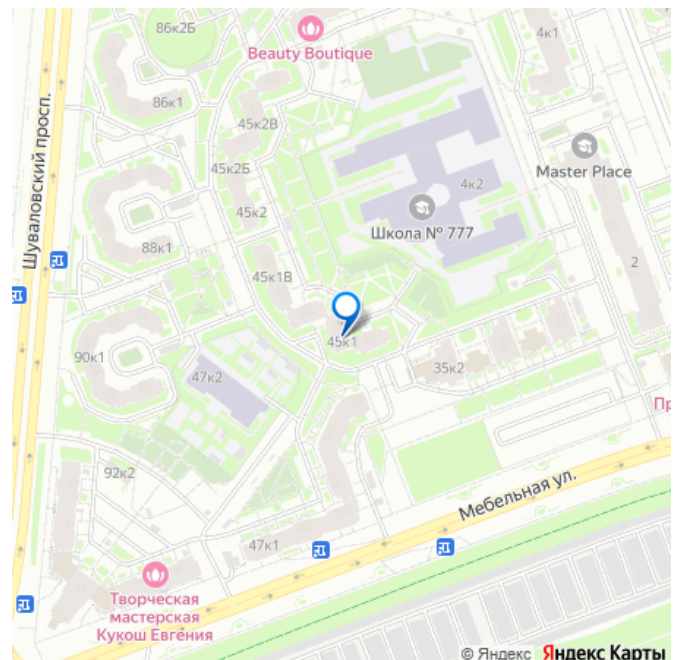 86к2Б
Beauty Boutique
4к1
86к1
45к2В
Шуваловский просп.
45к2Б
Master Place
4к2
45к2
Школа № 777
88к1
2
45к1В
45к1
90к1
35к2
47к2
Пр
92к2
Мебельная ул.
47к1
Творческая
мастерская
Кукош Евгения
© Яндекс Яндекс Карты